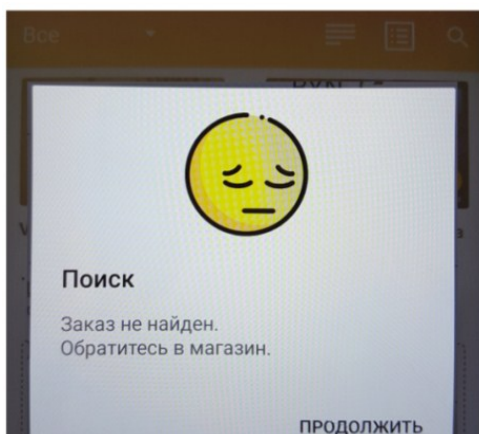 Все
Поиск
Заказ не найден.
Обратитесь в магазин.
ПРОДОЛЖИТЬ